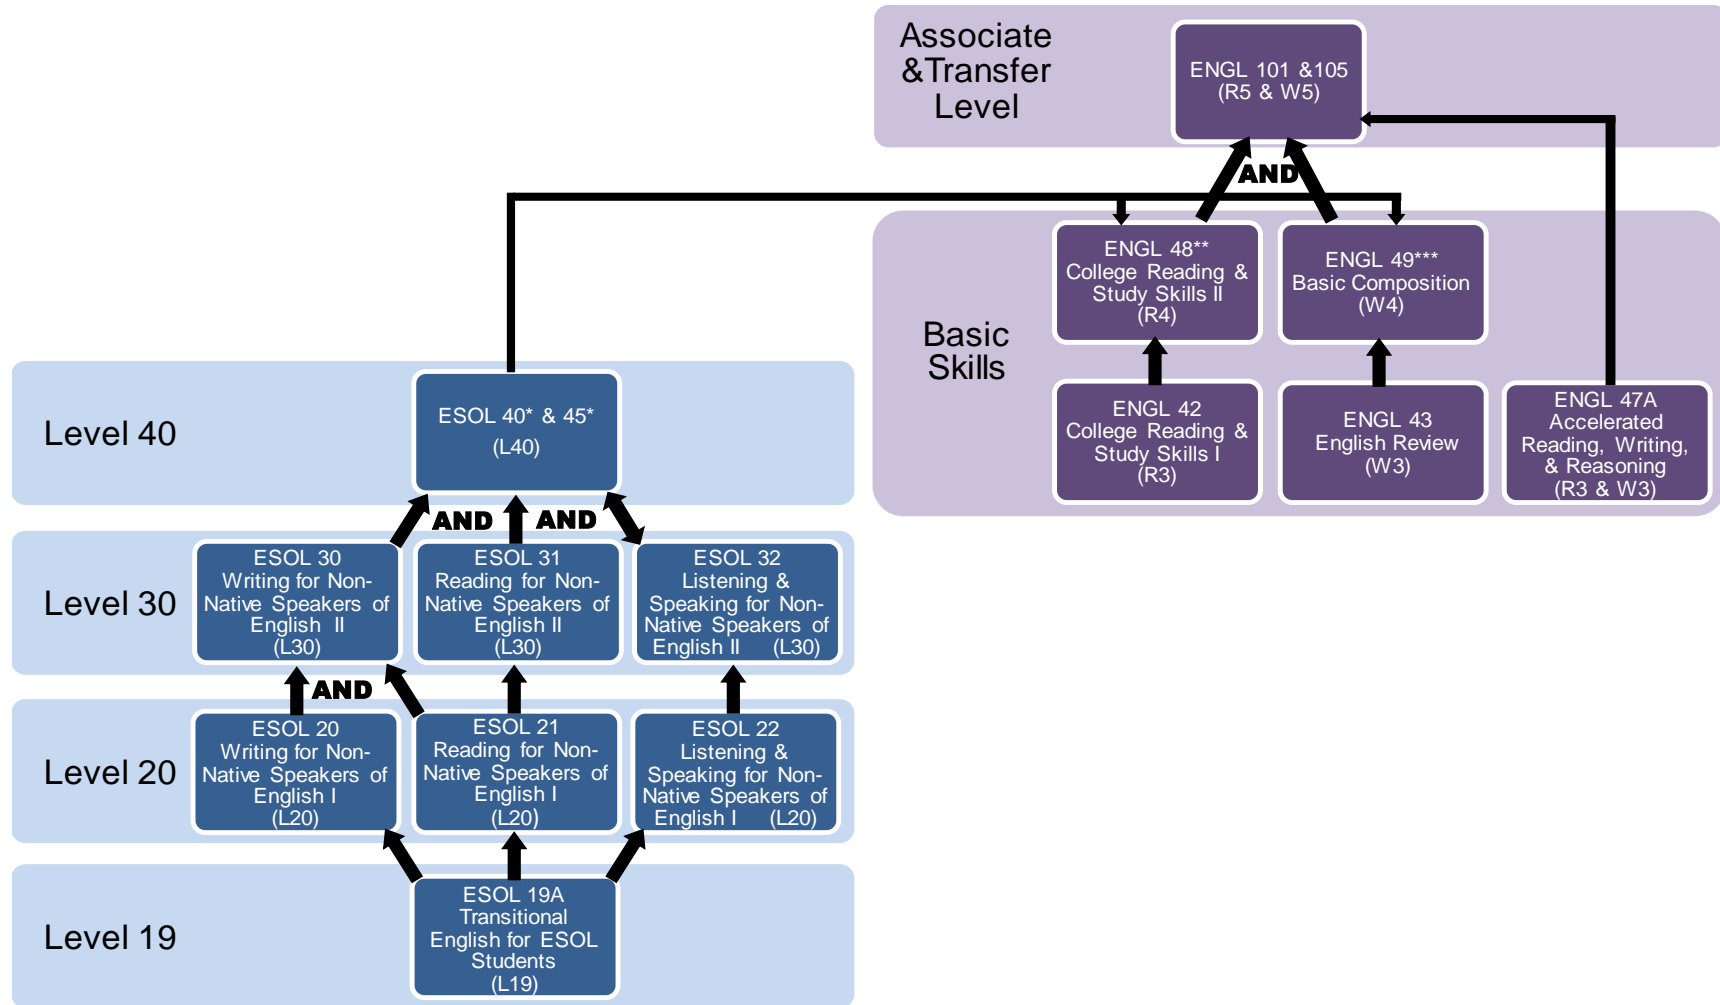 Associate
&Transfer
Level
ENGL 101 &105
(R5 & W5)
AND
Basic
Skills
ENGL 48**
College Reading &
Study Skills II
(R4)
ENGL 49***
Basic Composition
(W4)
ENGL 42
College Reading &
Study Skills I
(R3)
ENGL 43
English Review
(W3)
ENGL 47A
Accelerated
Reading, Writing,
& Reasoning
(R3 & W3)
Level 40
ESOL 40* & 45*
(L40)
AND
AND
Level 30
ESOL 30
Writing for Non-
Native Speakers of
English II
(L30)
ESOL 31
Reading for Non-
Native Speakers of
English II
(L30)
ESOL 32
Listening &
Speaking for Non-
Native Speakers of
English II (L30)
AND
Level 20
ESOL 20
Writing for Non-
Native Speakers of
English I
(L20)
ESOL 21
Reading for Non-
Native Speakers of
English I
(L20)
ESOL 22
Listening &
Speaking for Non-
Native Speakers of
English I (L20)
Level 19
ESOL 19A
Transitional
English for ESOL
Students
(L19)